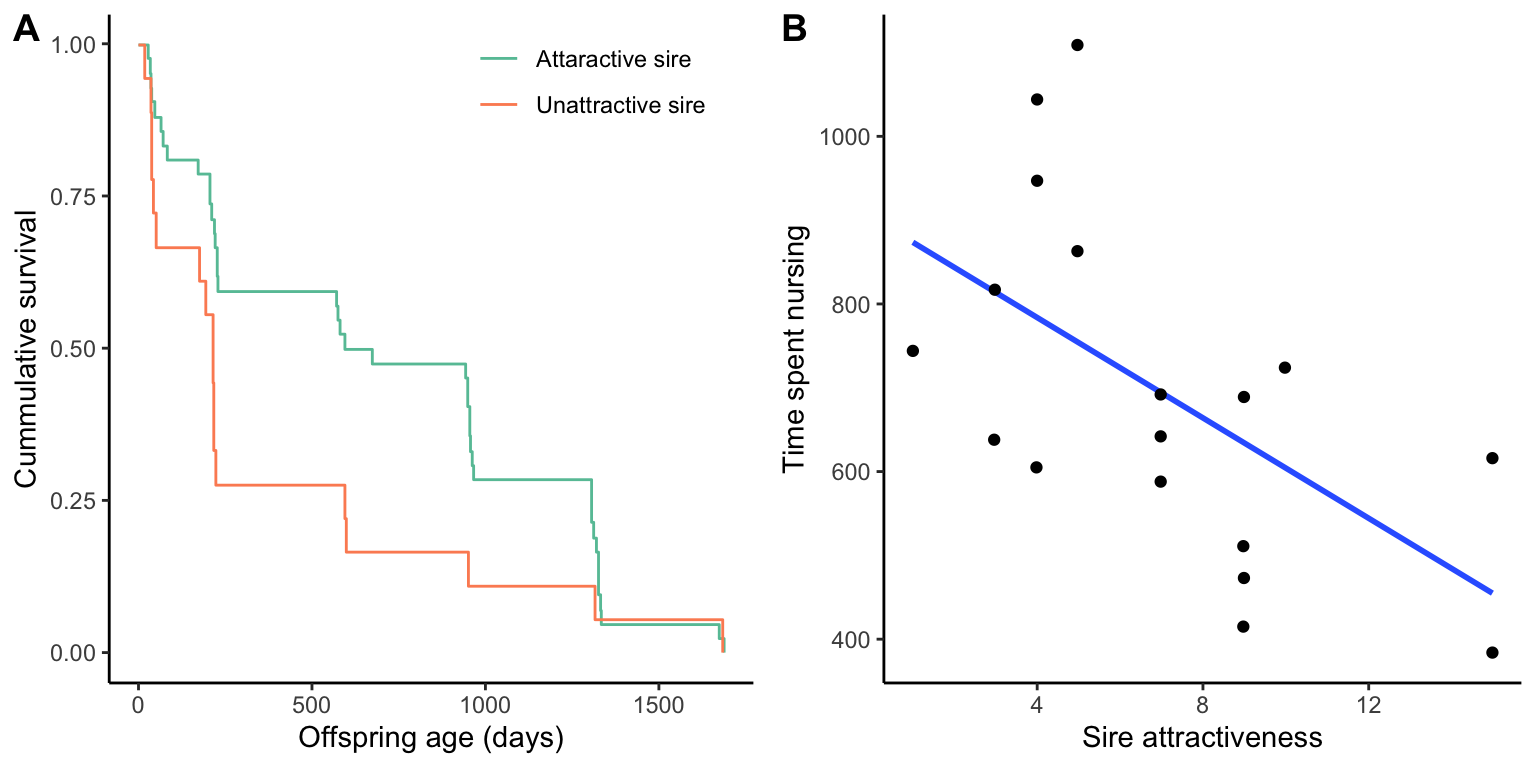 A
Cummulative survival
1.00
0.75
0.50
0.25
0.00
Attaractive sire
Unattractive sire
0 500 1000 1500
Offspring age (days)
B
Time spent nursing
1000
800
600
400
4 8 12
Sire attractiveness